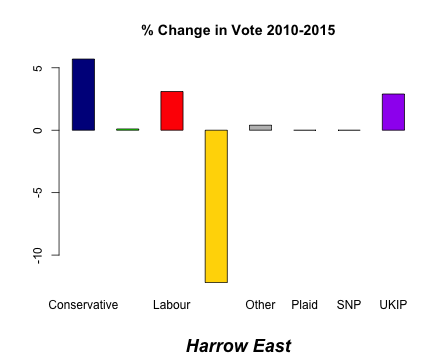 % Change in Vote 2010-2015
5
0
-5
-10
Conservative Labour Other Plaid SNP UKIP
Harrow East